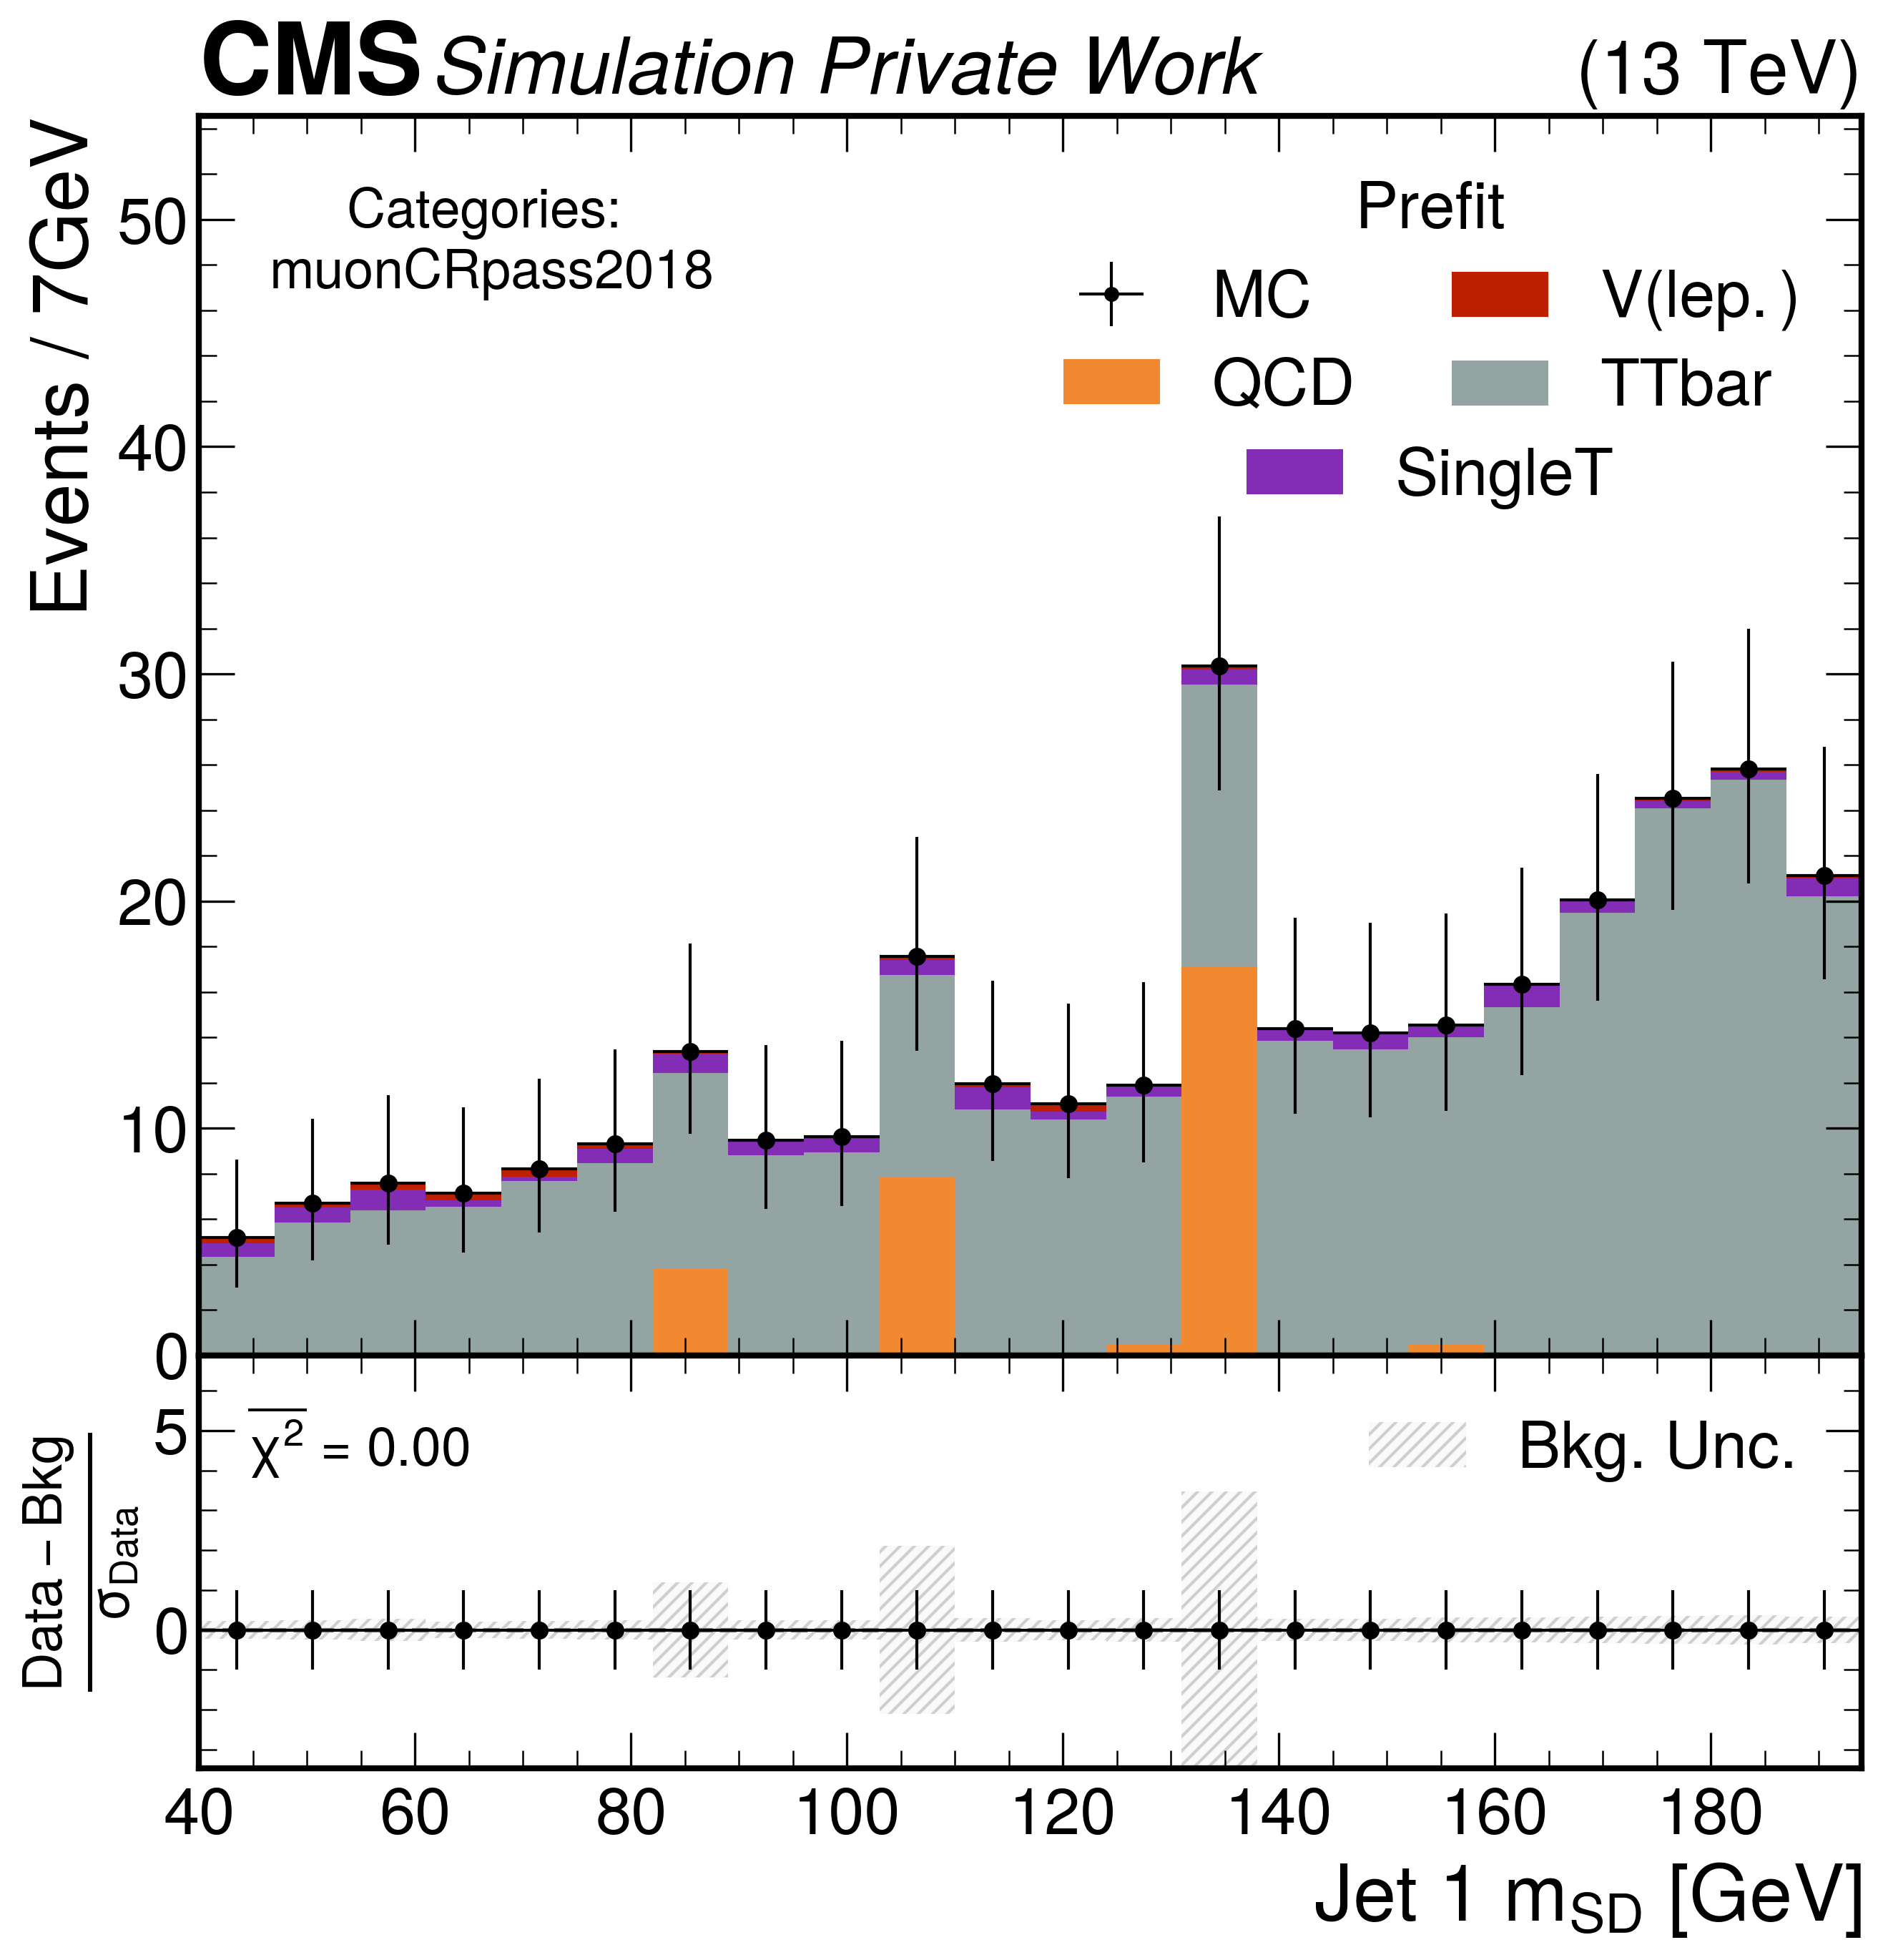 CMS Simulation Private Work (13 TeV)
Events / 7GeV
Categories:
muonCRpass2018
Prefit
MC V(lep. )
QCD TTbar
SingleT
50
40
30
20
10
0
Data − Bkg
σData
5
0
χ² = 0.00
Bkg. Unc.
40 60 80 100 120 140 160 180
Jet 1 mSD [GeV]